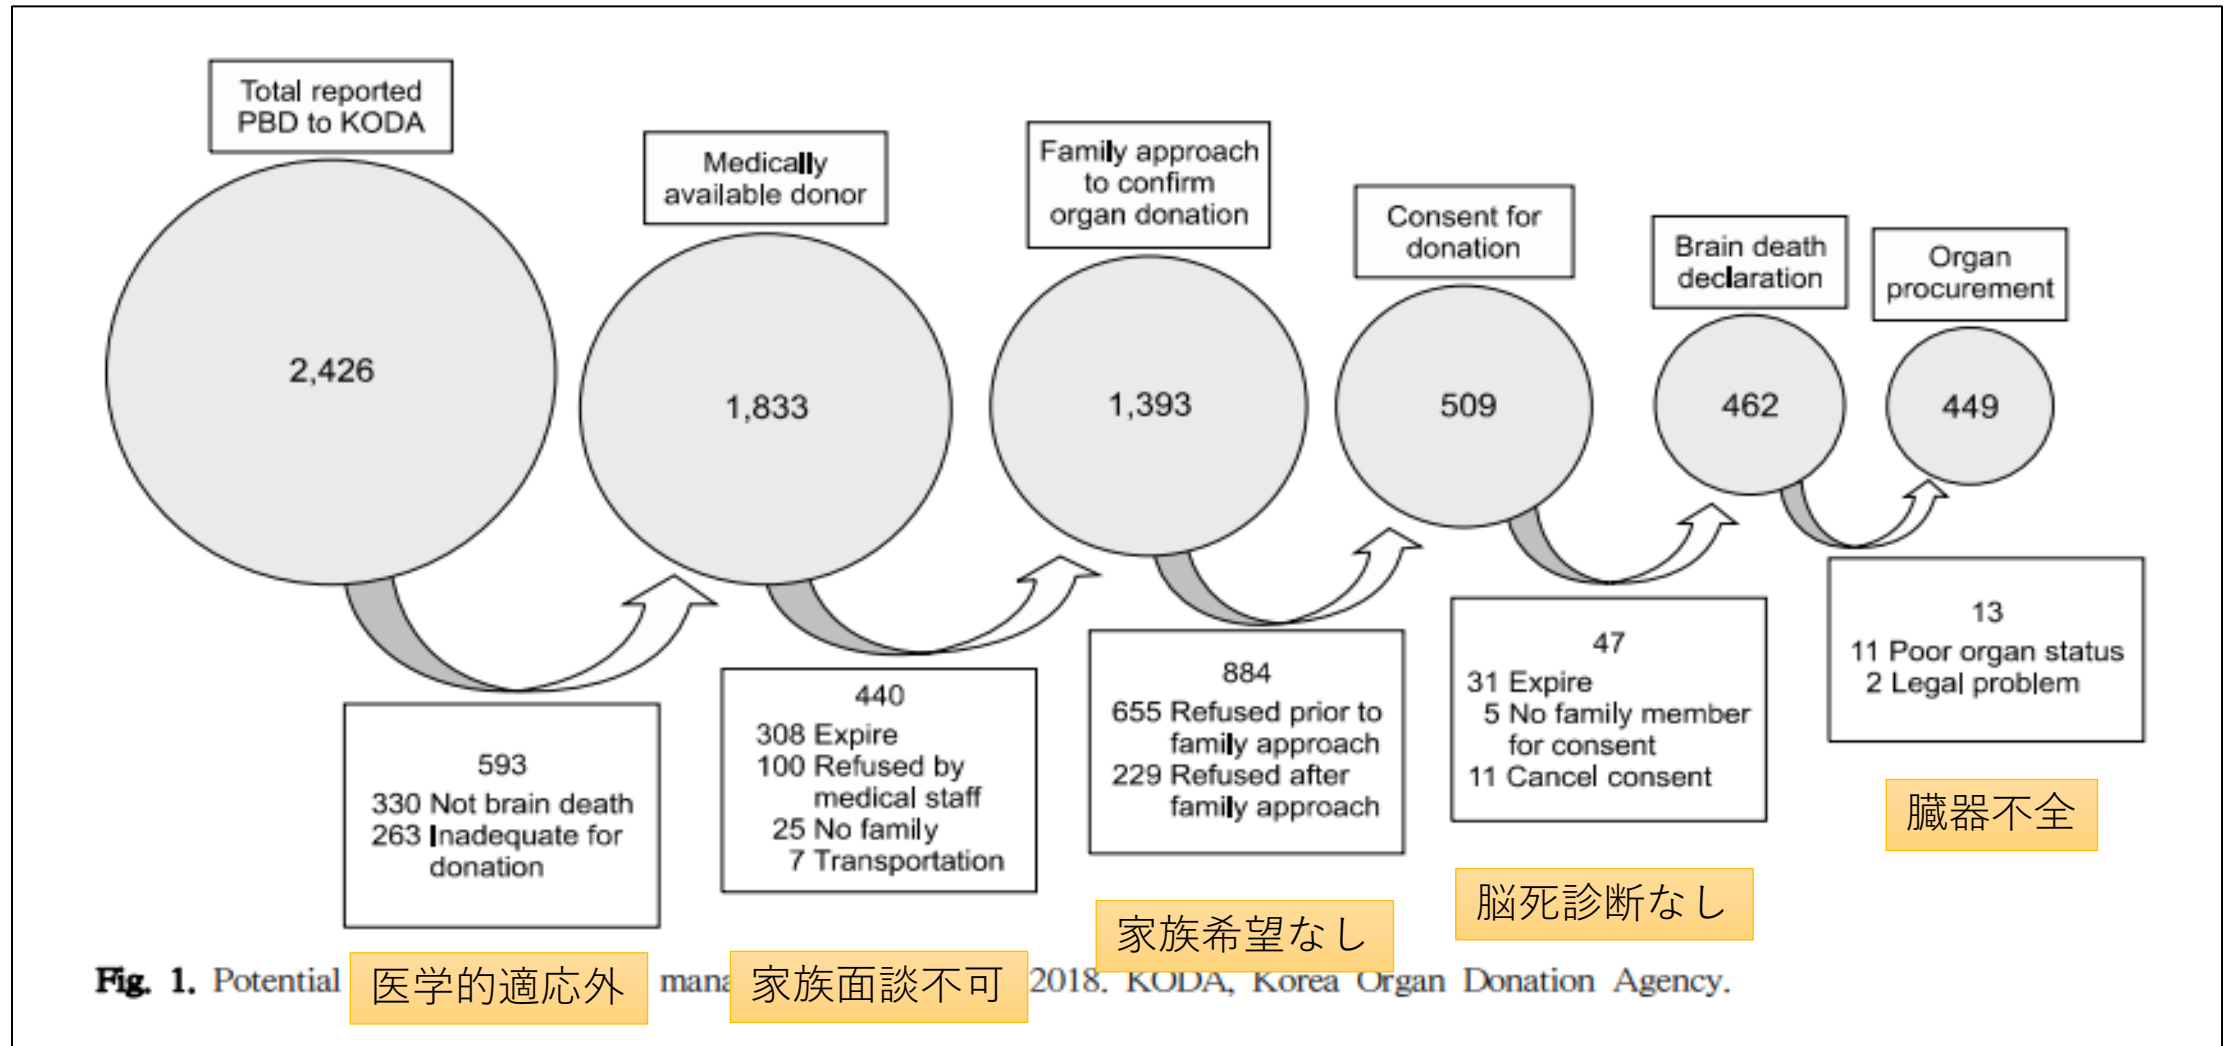 Total reported
PBD to KODA
2,426
Medically
available donor
1,833
Family approach
to confirm
organ donation
1,393
Consent for
donation
509
Brain death
declaration
462
Organ
procurement
449
593
330 Not brain death
263 Inadequate for
donation
440
308 Expire
100 Refused by
medical staff
25 No family
7 Transportation
884
655 Refused prior to
family approach
229 Refused after
family approach
47
31 Expire
5 No family member
for consent
11 Cancel consent
13
11 Poor organ status
2 Legal problem
臓器不全
脳死診断なし
家族希望なし
医学的適応外
家族面談不可
Fig. 1. Potential 2018. KODA, Korea Organ Donation Agency.